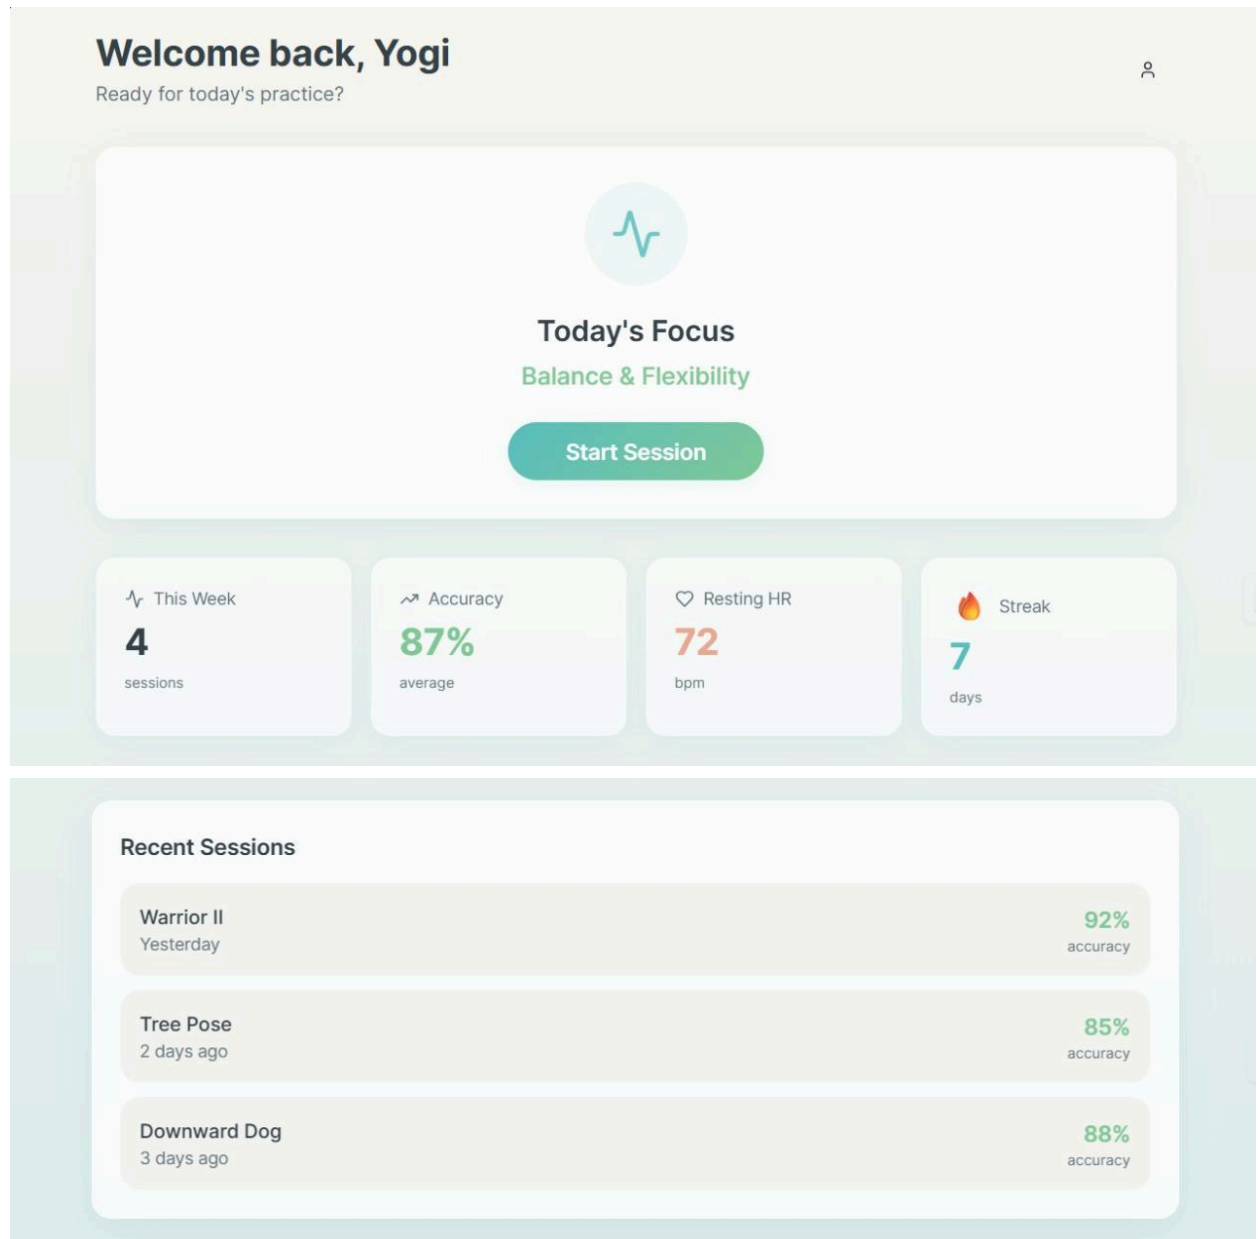 Welcome back, Yogi
Ready for today's practice?
Today's Focus
Balance & Flexibility
Start Session
This Week
4
sessions
Accuracy
87%
average
Resting HR
72
bpm
Streak
7
days
Recent Sessions
Warrior II
Yesterday
92%
accuracy
Tree Pose
2 days ago
85%
accuracy
Downward Dog
3 days ago
88%
accuracy